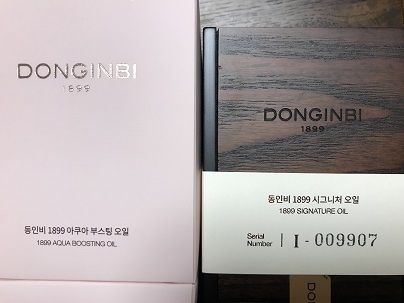 DONGINBI
1899
동인비 1899 아쿠아 부스팅 오일
1899 AQUA BOOSTING OIL
DONGINBI
1899
동인비 1899 시그니처 오일
1899 SIGNATURE OIL
Serial
Number
I - 009907